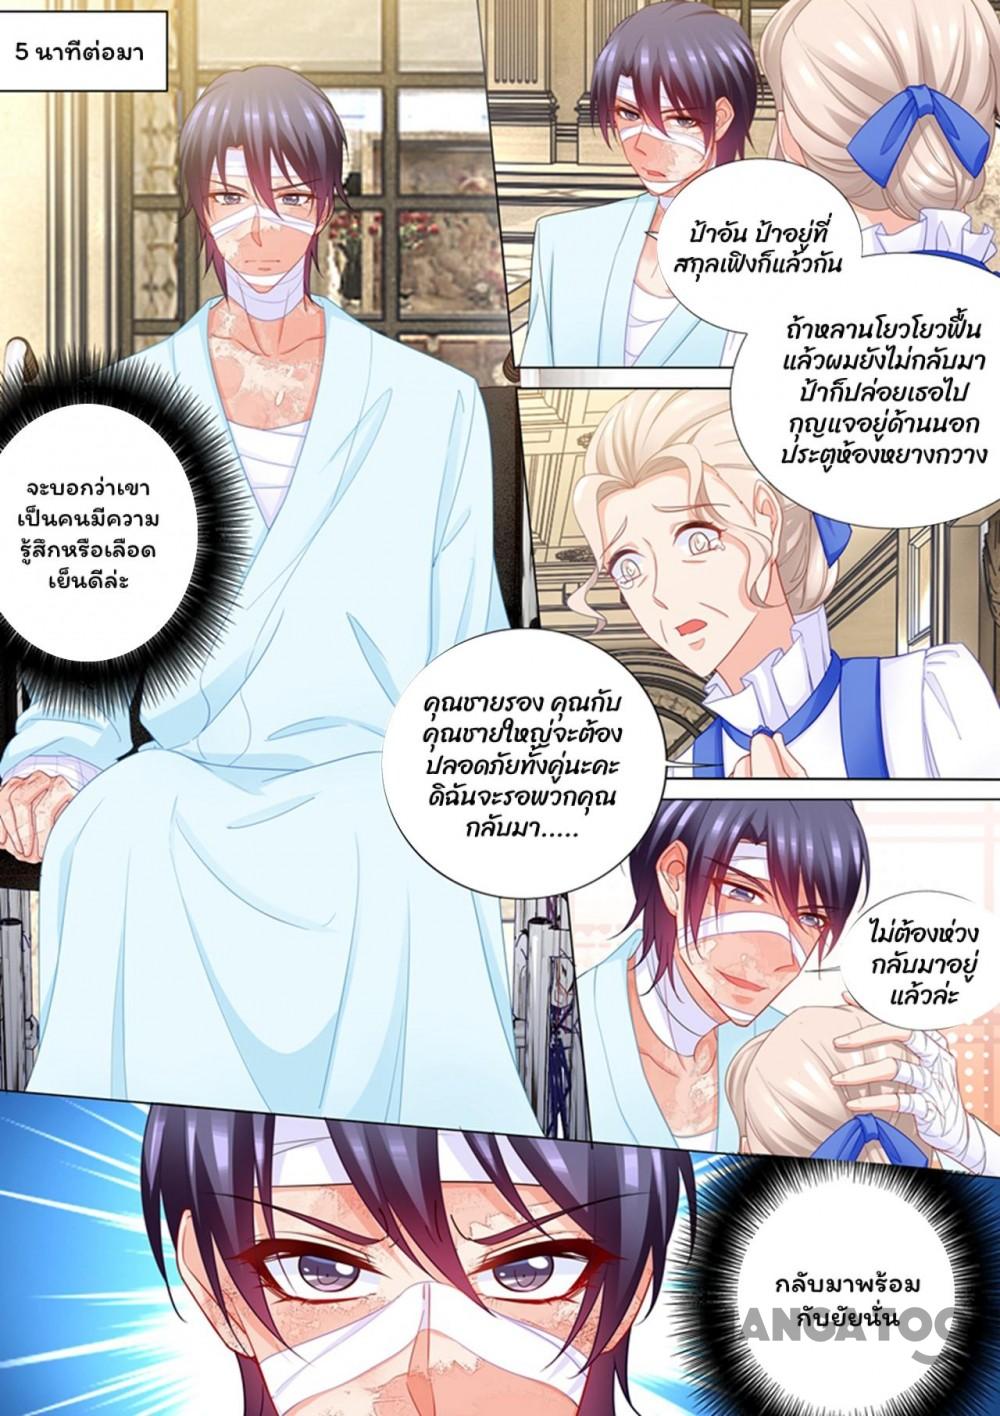 5 นาทีต่อมา
ป้าอัน ป้าอยู่ที่
สกุลเฟิงก็แล้วกัน
ถ้าหลานโยวโยวฟื้น
แล้วผมยังไม่กลับมา
ป้าก็ปล่อยเธอไป
กุญแจอยู่ด้านนอก
ประตูห้องหยางกวาง
จะบอกว่าเขา
เป็นคนมีความ
รู้สึกหรือเลือด
เย็นดีล่ะ
คุณชายรอง คุณกับ
คุณชายใหญ่จะต้อง
ปลอดภัยทั้งคู่นะคะ
ดิฉันจะรอพวกคุณ
กลับมา.....
ไม่ต้องห่วง
กลับมาอยู่
แล้วล่ะ
กลับมาพร้อม
กับยัยนั่น